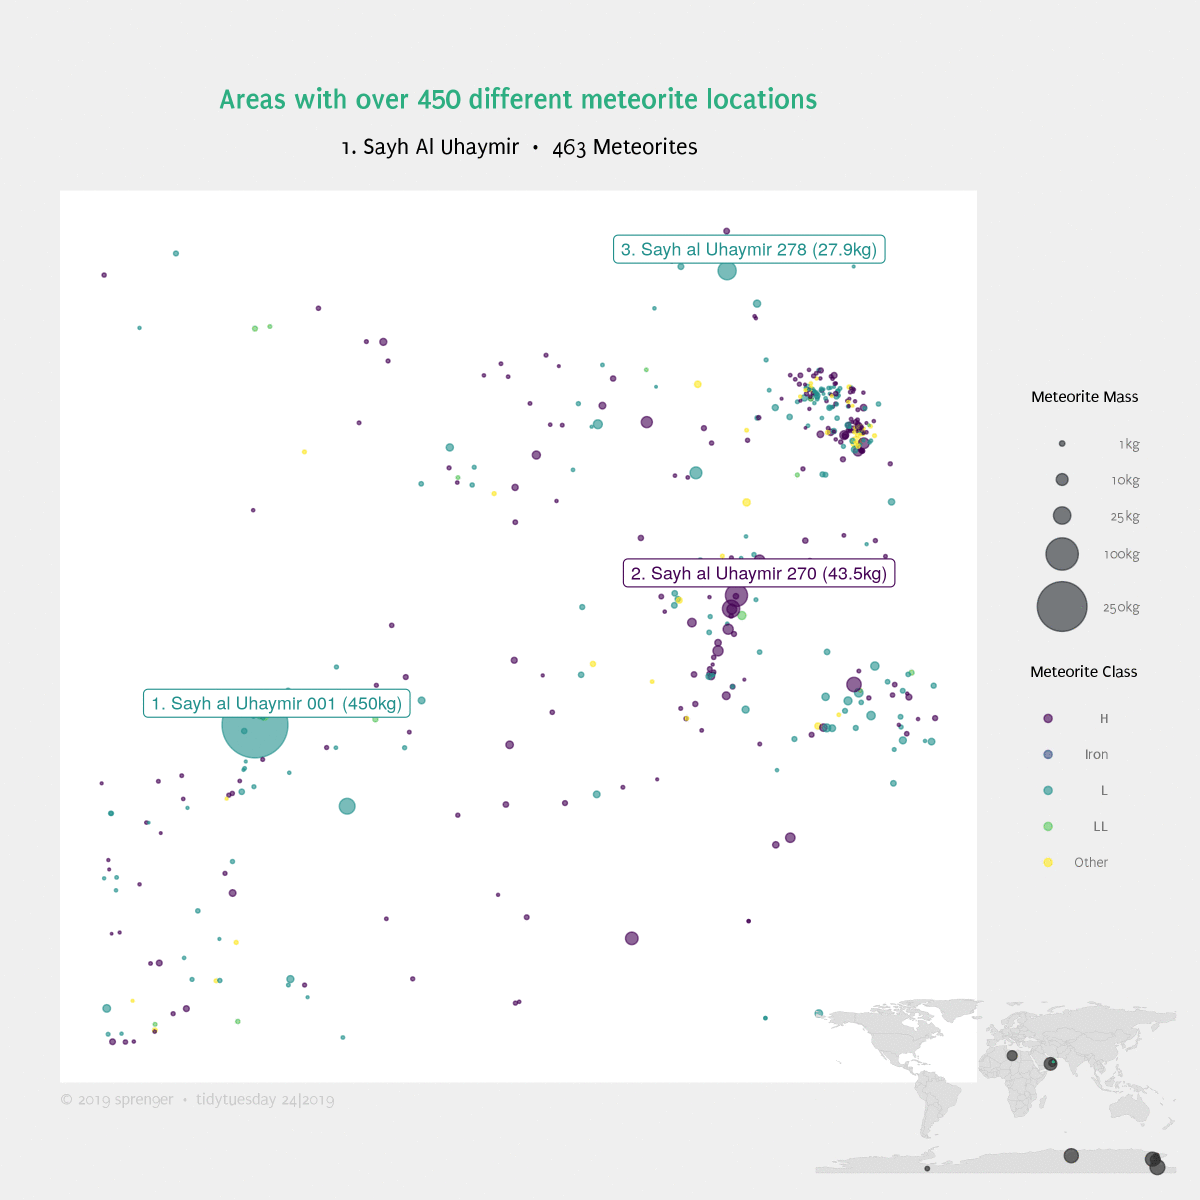 Areas with over 450 different meteorite locations
1. Sayh Al Uhaymir • 463 Meteorites
3. Sayh al Uhaymir 278 (27.9kg)
2. Sayh al Uhaymir 270 (43.5kg)
1. Sayh al Uhaymir 001 (450kg)
Meteorite Mass
1kg
10kg
25kg
100kg
250kg
Meteorite Class
H
Iron
L
LL
Other
© 2019 sprenger • tidytuesday 24|2019